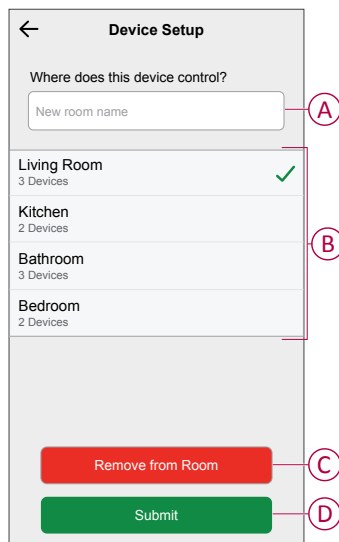 Device Setup
Where does this device control?
New room name
A
Living Room
3 Devices
Kitchen
2 Devices
B
Bathroom
3 Devices
Bedroom
2 Devices
Remove from Room
C
Submit
D